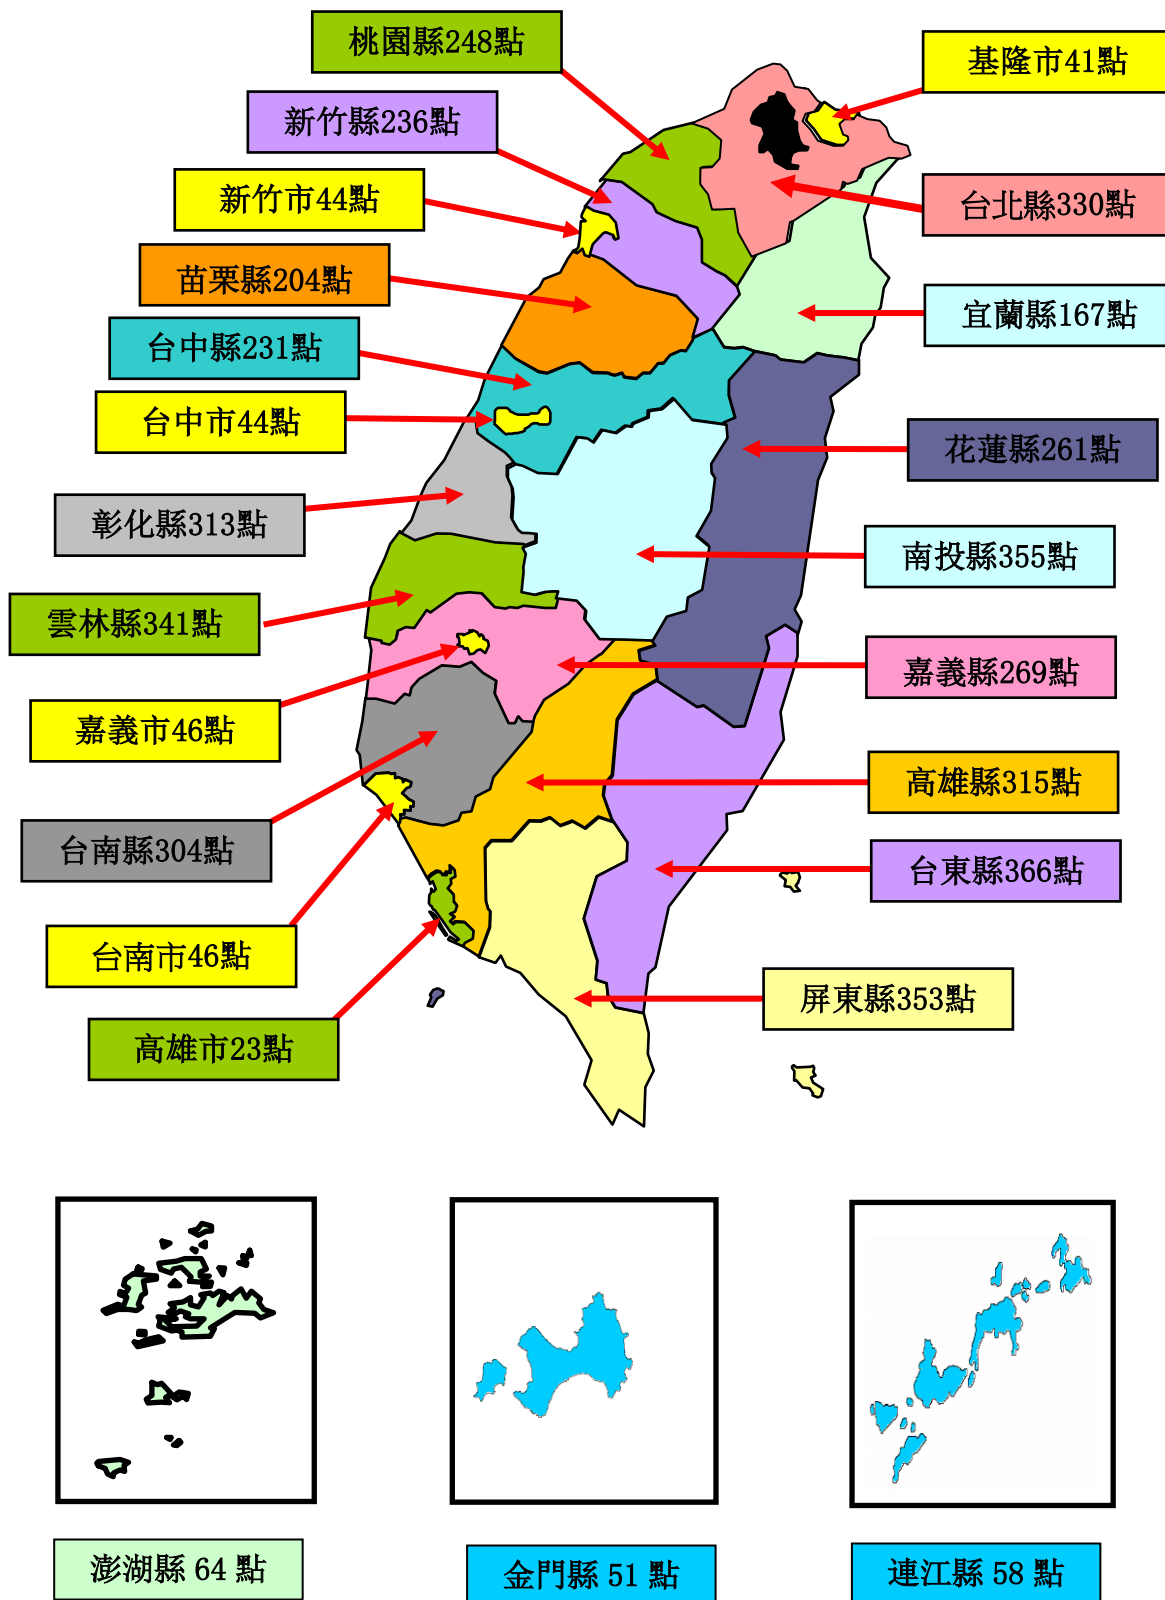 桃園縣248點
基隆市41點
新竹縣236點
新竹市44點
台北縣330點
苗栗縣204點
宜蘭縣167點
台中縣231點
台中市44點
花蓮縣261點
彰化縣313點
南投縣355點
雲林縣341點
嘉義縣269點
嘉義市46點
高雄縣315點
台南縣304點
台東縣366點
台南市46點
屏東縣353點
高雄市23點
澎湖縣 64 點
金門縣 51 點
連江縣 58 點